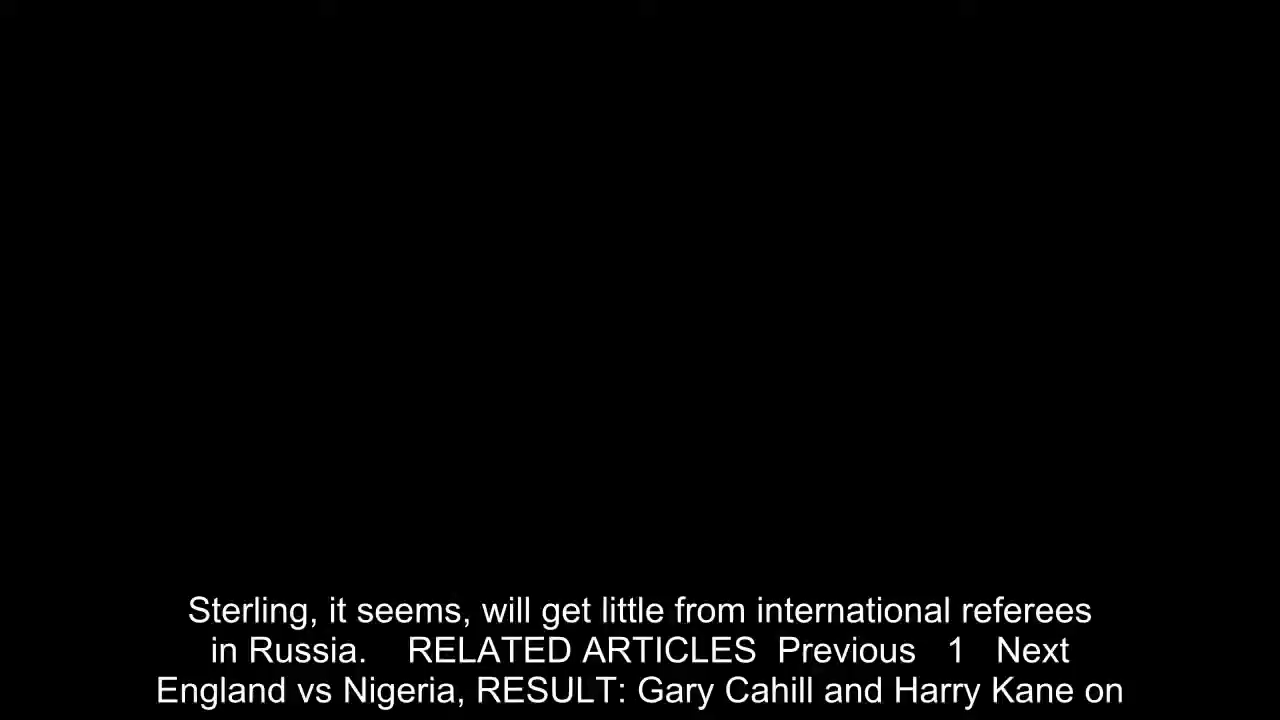 Sterling, it seems, will get little from international referees
in Russia.    RELATED ARTICLES  Previous   1   Next
England vs Nigeria, RESULT: Gary Cahill and Harry Kane on